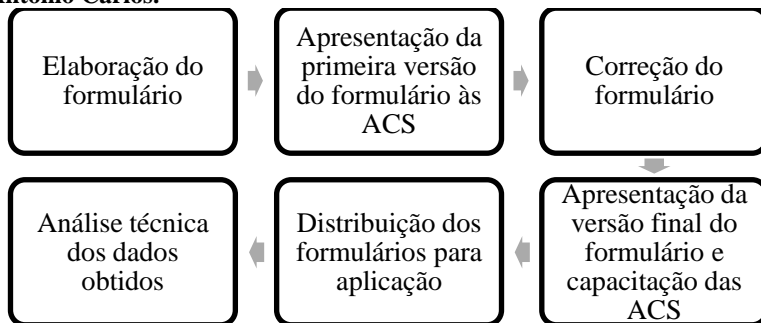 Antônio Carlos.
Elaboração do
formulário
Apresentação da
primeira versão
do formulário às
ACS
Correção do
formulário
Apresentação da
versão final do
formulário e
capacitação das
ACS
Distribuição dos
formulários para
aplicação
Análise técnica
dos dados
obtidos